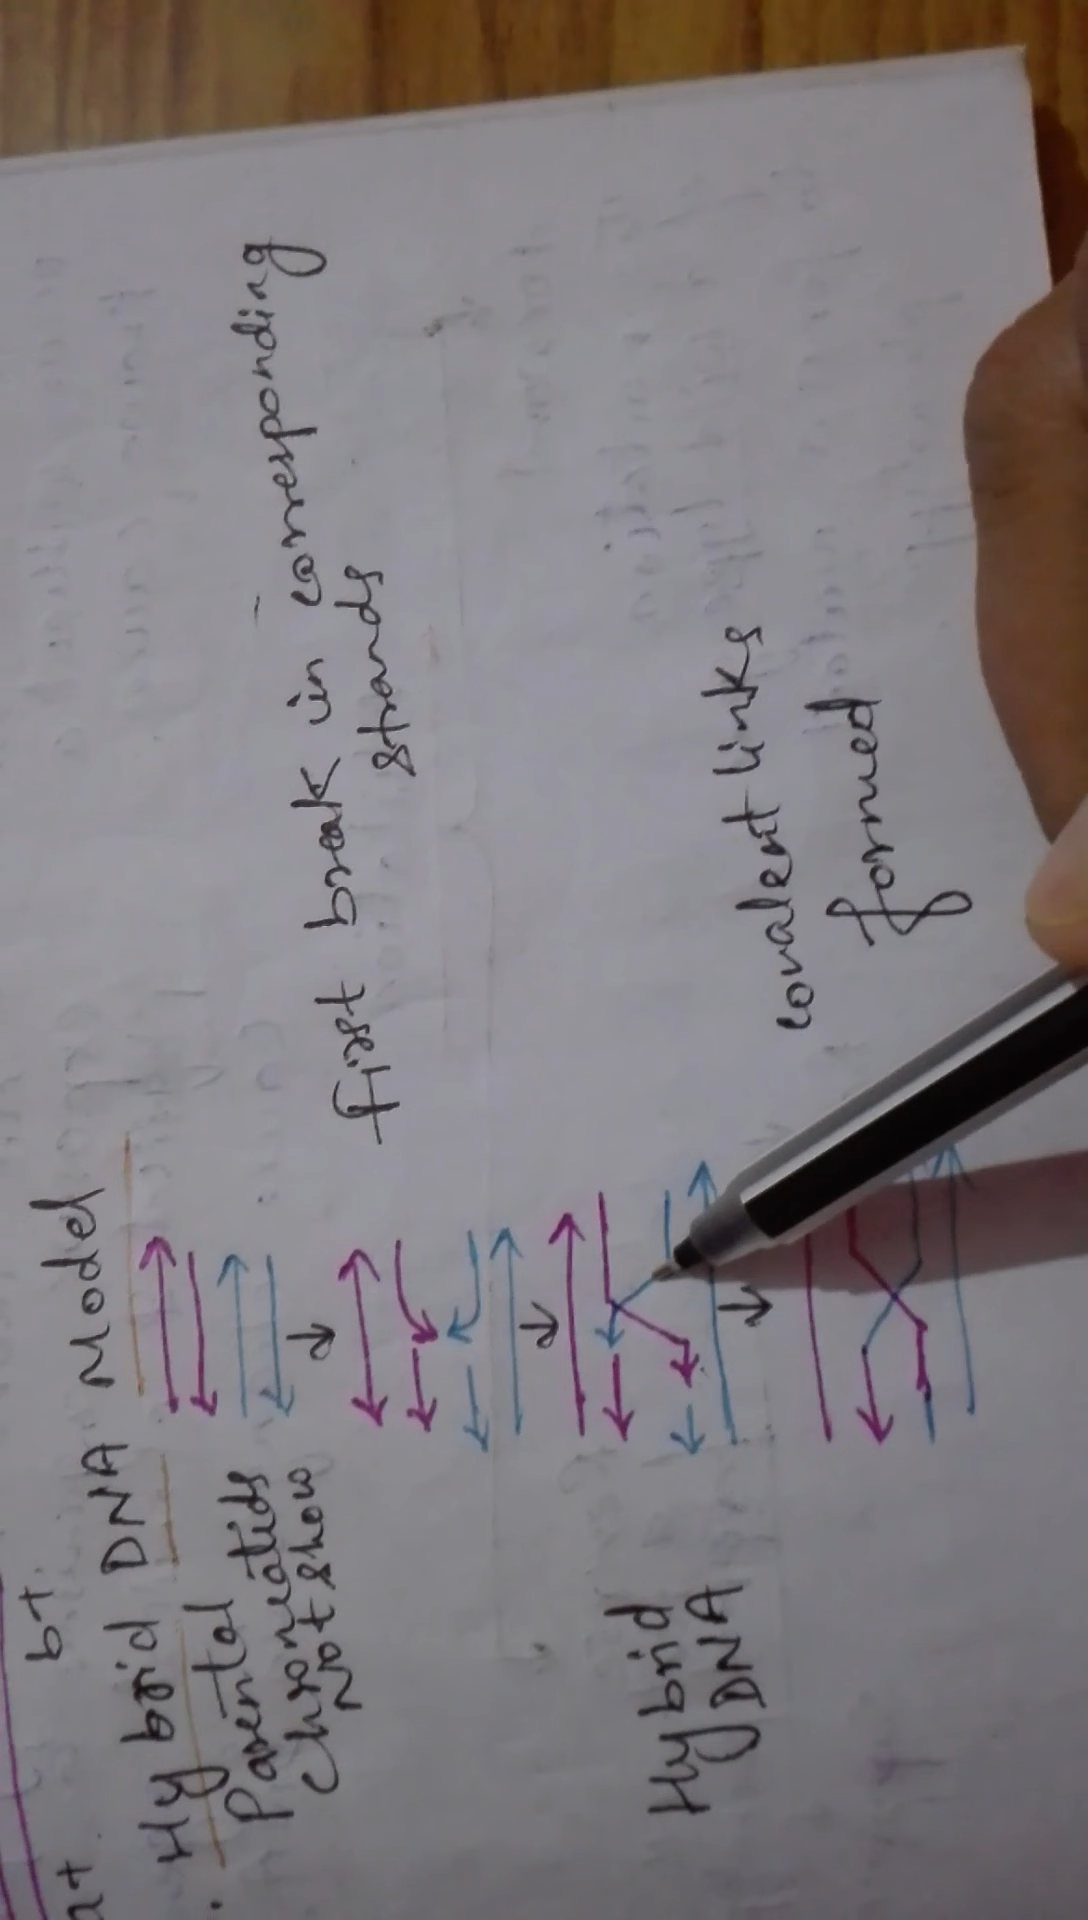 a+ b+
. Hybrid DNA Model
Parental
Chromatids
Not show
first break in corresponding
strands
Hybrid
DNA
covalent links
formed